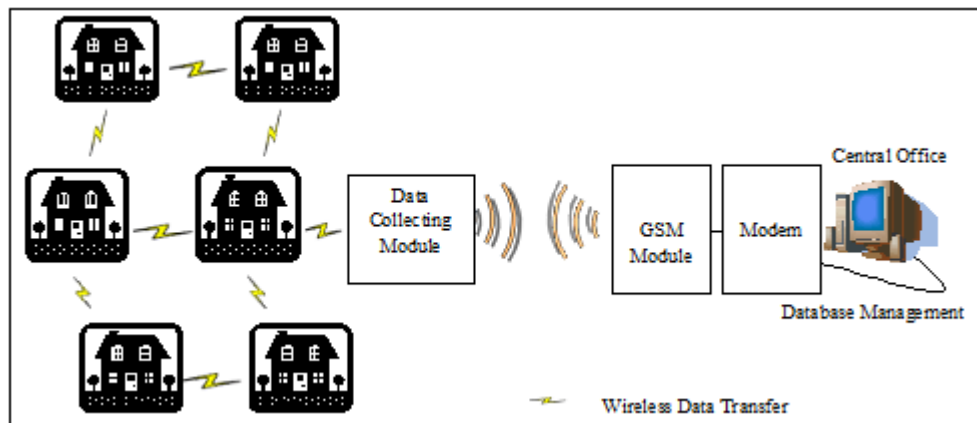 Central Office
Data
Collecting
Module
GSM
Module
Modem
Database Management
Wireless Data Transfer